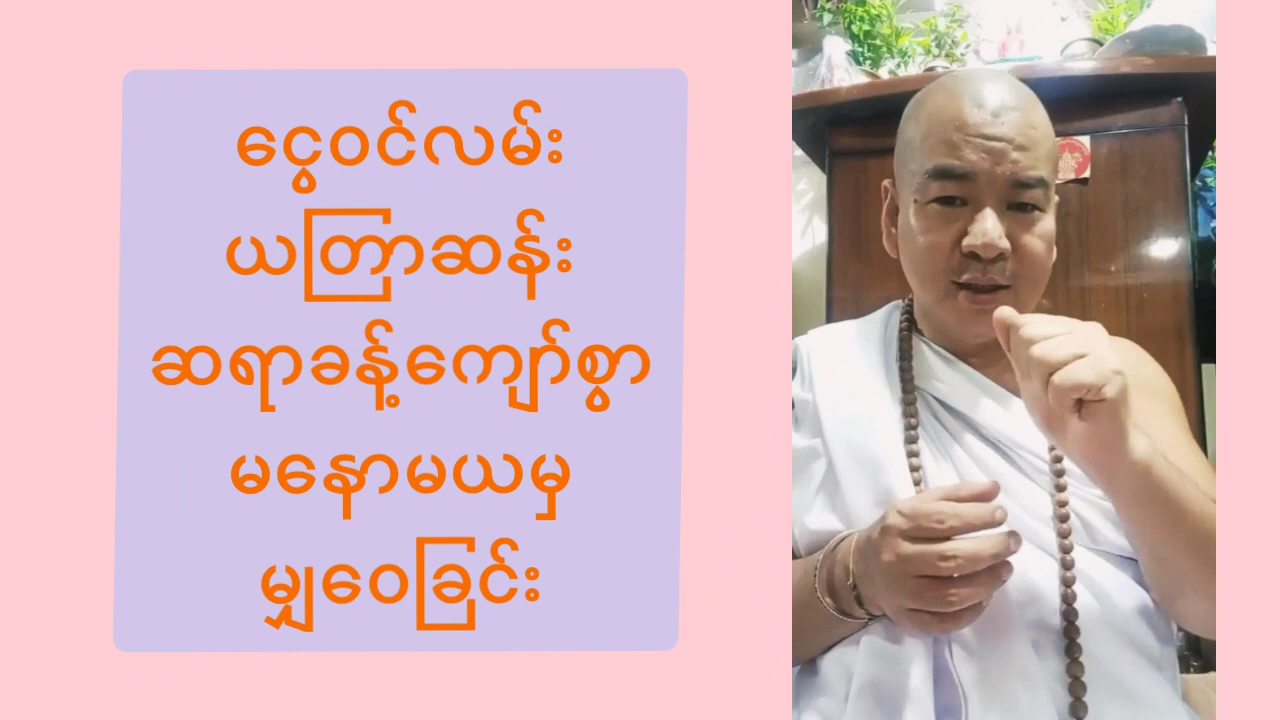 ငွေဝင်လမ်း
ယတြာဆန်း
ဆရာခန့်ကျော်စွာ
မနောမယမှ
မျှဝေခြင်း